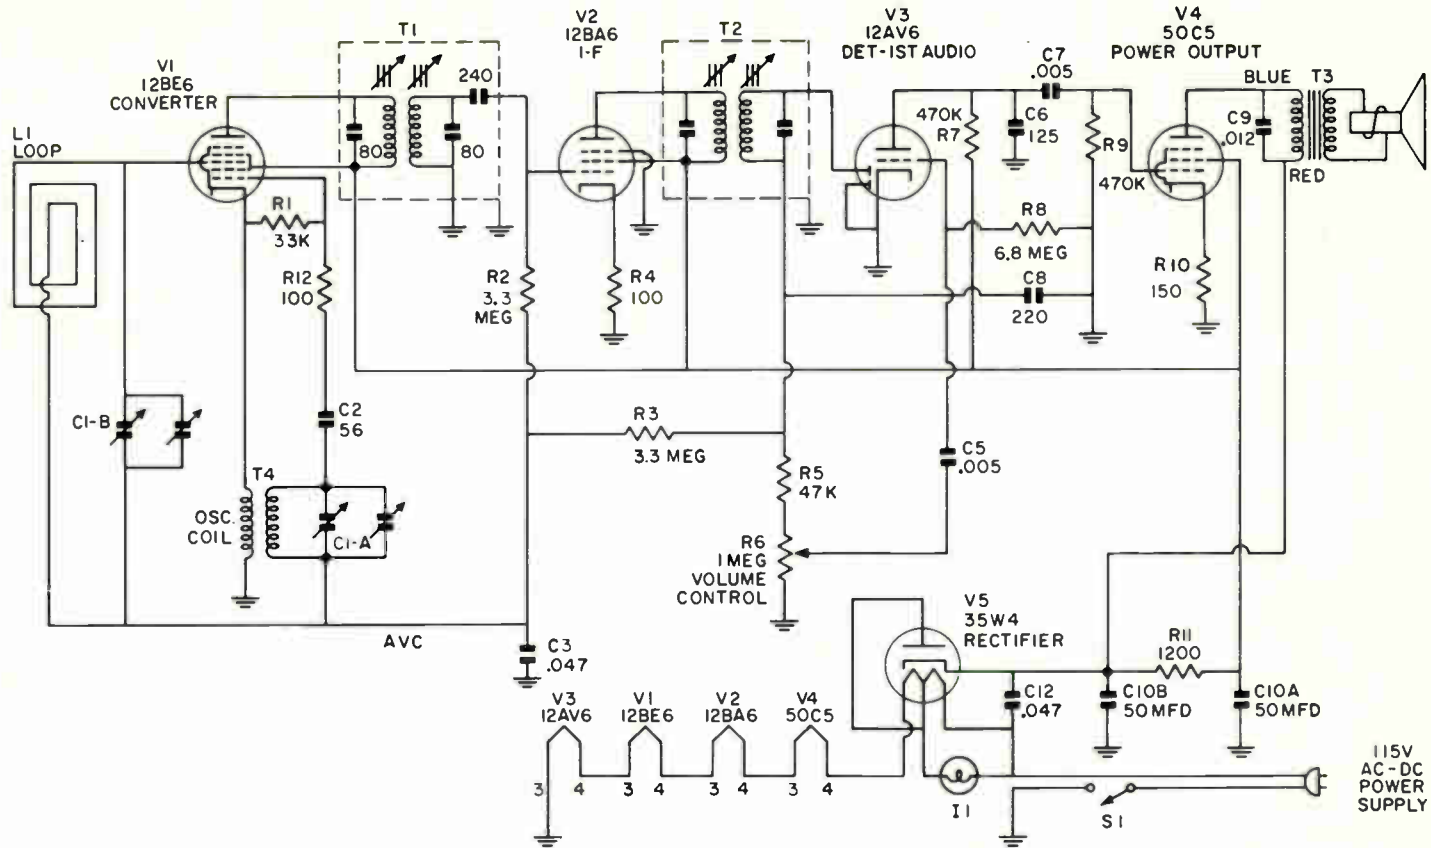 V1
12BE6
CONVERTER
L1
LOOP
T1
240
80
80
V2
12BA6
I-F
T2
V3
12AV6
DET-1ST AUDIO
V4
50C5
POWER OUTPUT
C7
.005
470K
R7
C6
125
R9
470K
BLUE
T3
C9
.012
RED
R1
33K
R12
100
R2
3.3
MEG
R4
100
R8
6.8 MEG
C8
220
R10
150
C1-B
C2
56
R3
3.3 MEG
C5
.005
R5
47K
T4
OSC.
COIL
C1-A
R6
1 MEG
VOLUME
CONTROL
AVC
C3
.047
V5
35W4
RECTIFIER
R11
1200
C12
.047
C10B
50MFD
C10A
50MFD
V3
12AV6
V1
12BE6
V2
12BA6
V4
50C5
3
4
3
4
3
4
3
4
I1
S1
115V
AC-DC
POWER
SUPPLY